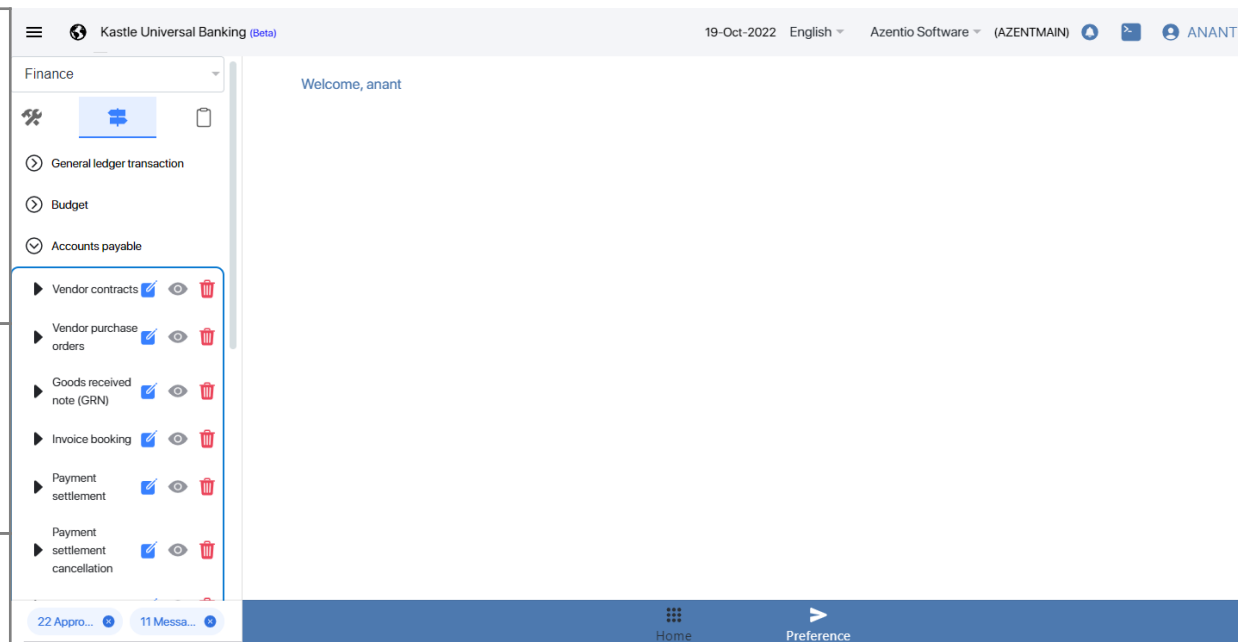 Kastle Universal Banking (Beta)
19-Oct-2022 English Azentio Software (AZENTMAIN) ANANT
Finance
Welcome, anant
General ledger transaction
Budget
Accounts payable
Vendor contracts
Vendor purchase
orders
Goods received
note (GRN)
Invoice booking
Payment
settlement
Payment
settlement
cancellation
22 Appro...
11 Messa...
Home
Preference